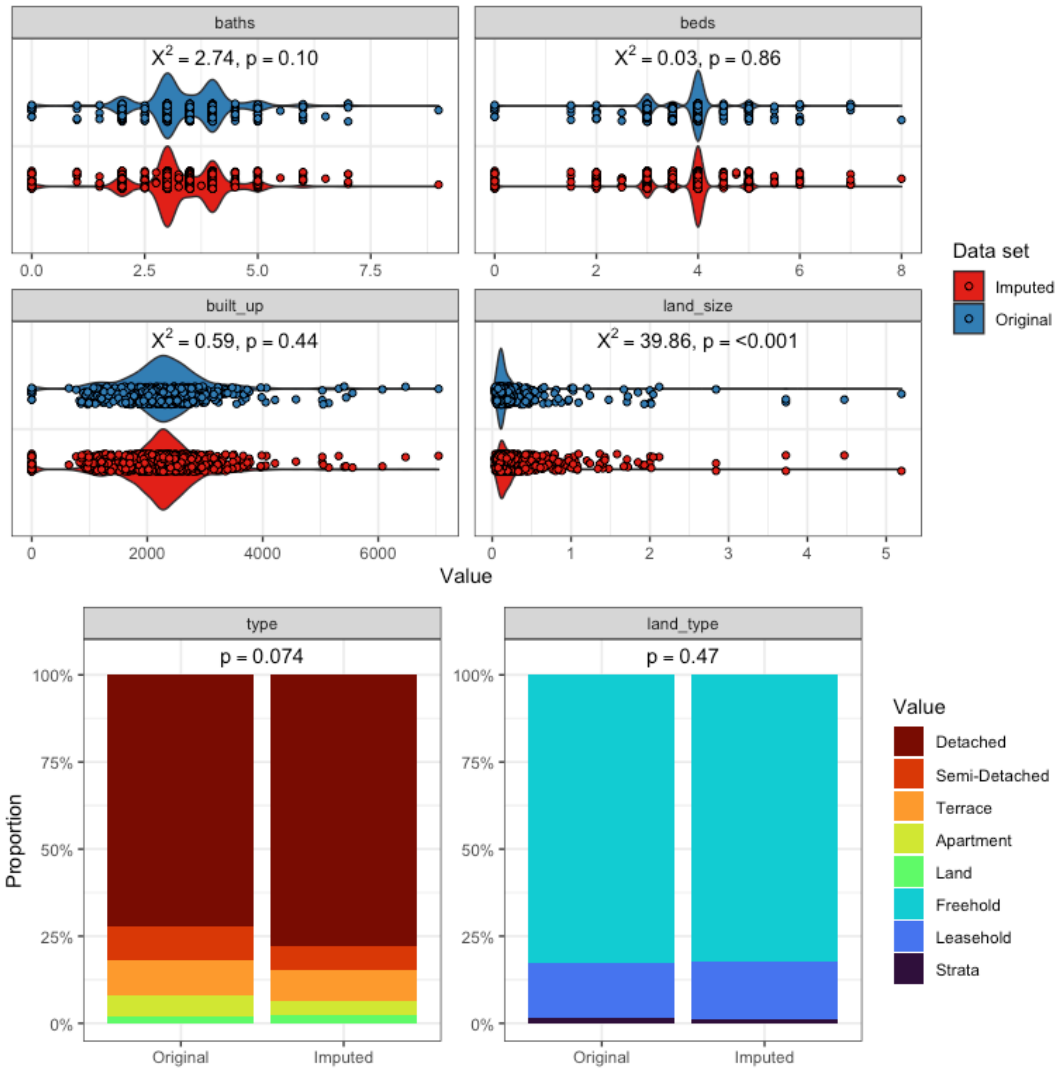 baths
beds
X² = 2.74, p = 0.10
X² = 0.03, p = 0.86
0.0 2.5 5.0 7.5
0 2 4 6 8
Data set
Imputed
Original
built_up
land_size
X² = 0.59, p = 0.44
X² = 39.86, p = <0.001
0 2000 4000 6000
0 1 2 3 4 5
Value
type
land_type
p = 0.074
p = 0.47
Proportion
100%
75%
50%
25%
0%
100%
75%
50%
25%
0%
Original Imputed
Original Imputed
Value
Detached
Semi-Detached
Terrace
Apartment
Land
Freehold
Leasehold
Strata